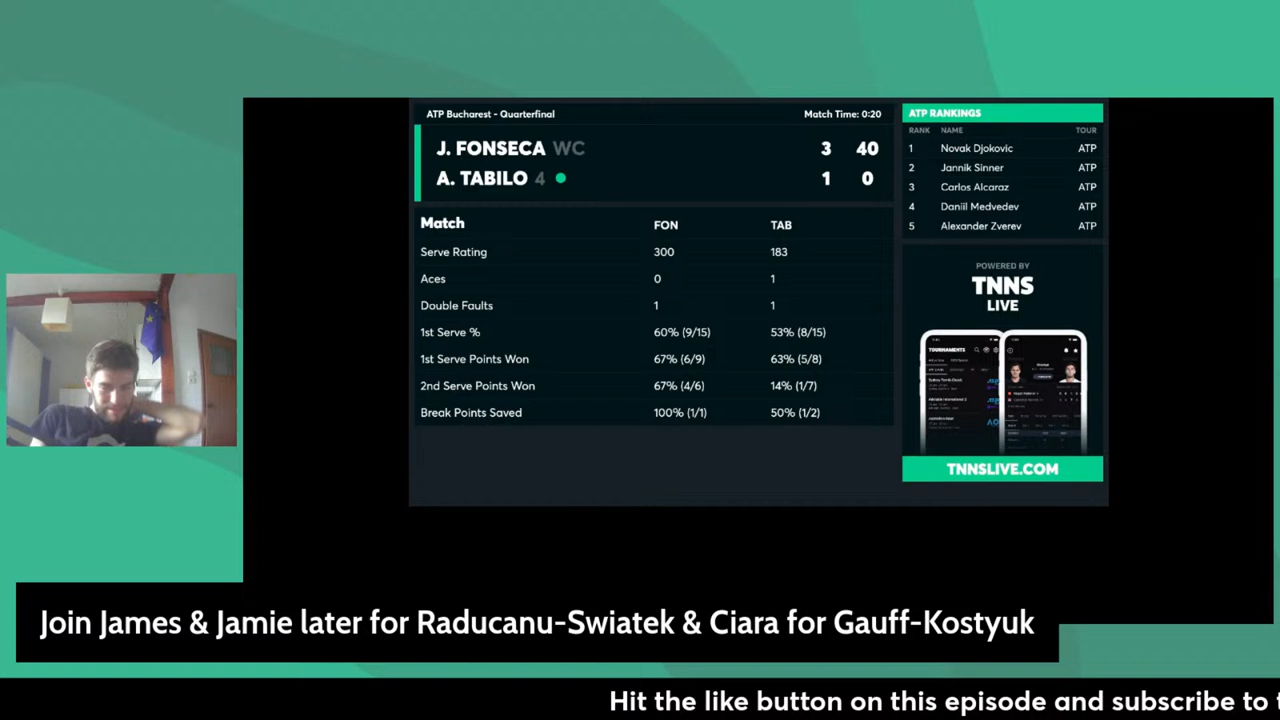 ATP Bucharest - Quarterfinal Match Time: 0:20
J. FONSECA WC 3 40
A. TABILO 4 1 0
Match FON TAB
Serve Rating 300 183
Aces 0 1
Double Faults 1 1
1st Serve % 60% (9/15) 53% (8/15)
1st Serve Points Won 67% (6/9) 63% (5/8)
2nd Serve Points Won 67% (4/6) 14% (1/7)
Break Points Saved 100% (1/1) 50% (1/2)
ATP RANKINGS
RANK NAME TOUR
1 Novak Djokovic ATP
2 Jannik Sinner ATP
3 Carlos Alcaraz ATP
4 Daniil Medvedev ATP
5 Alexander Zverev ATP
POWERED BY
TNNS
LIVE
TOURNAMENTS
TNNSLIVE.COM
Join James & Jamie later for Raducanu-Swiatek & Ciara for Gauff-Kostyuk
Hit the like button on this episode and subscribe to